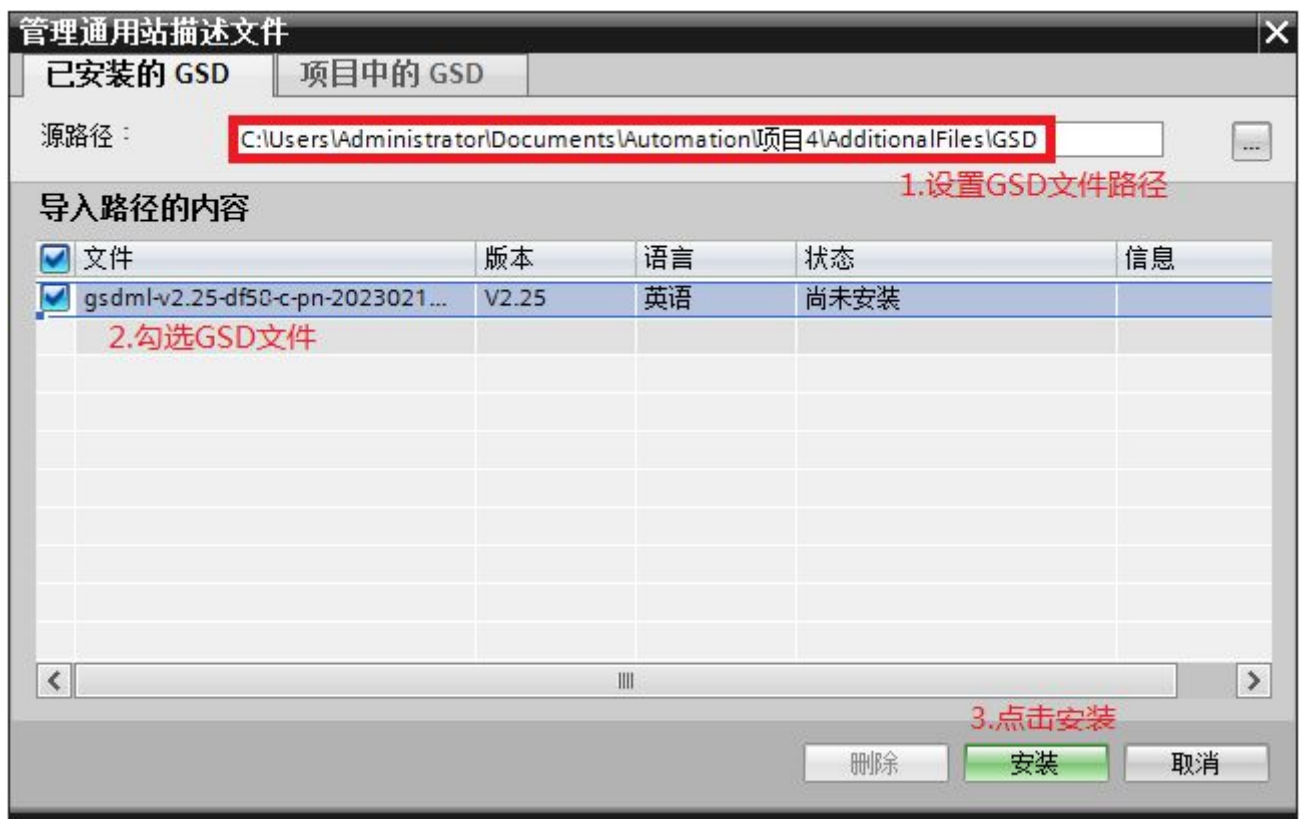 管理通用站描述文件
已安装的 GSD
项目中的 GSD
源路径：
C:\Users\Administrator\Documents\Automation\项目4\AdditionalFiles\GSD
...
1.设置GSD文件路径
导入路径的内容
文件 版本 语言 状态 信息
gsdml-v2.25-df58-c-pn-2023021... V2.25 英语 尚未安装
2.勾选GSD文件
3.点击安装
删除 安装 取消